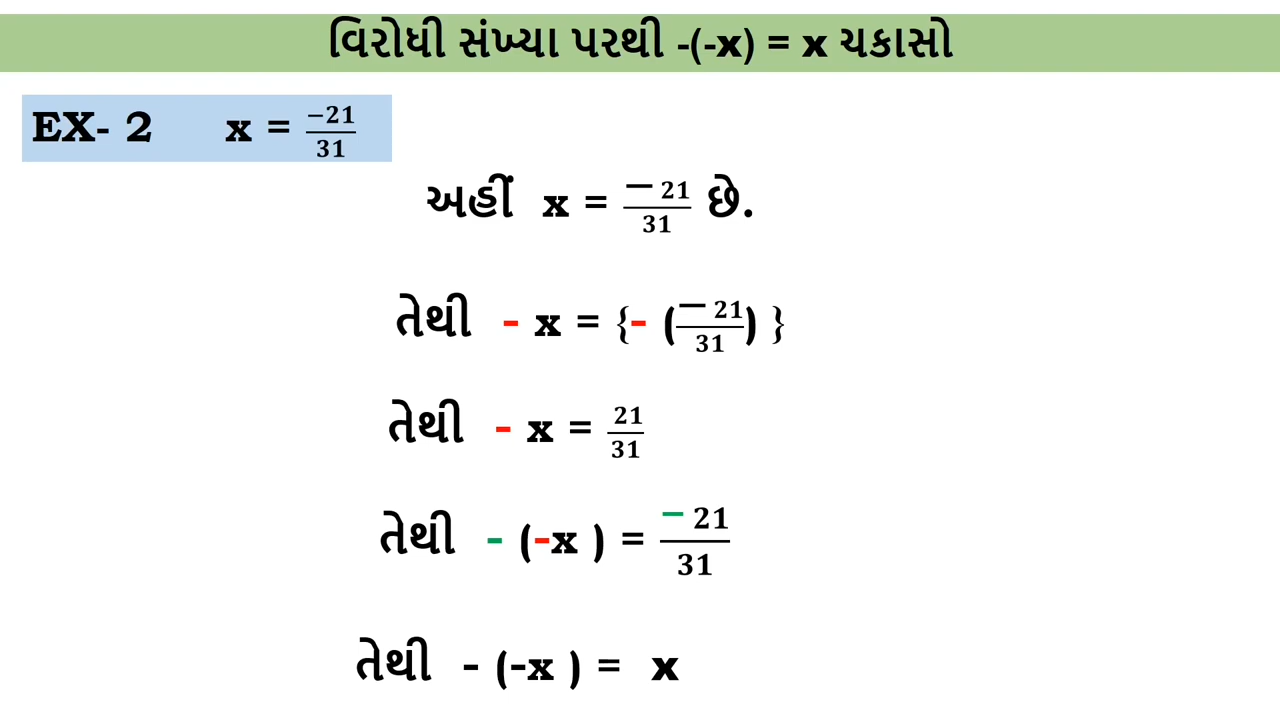 વિરોધી સંખ્યા પરથી -(-x) = x ચકાસો
EX- 2 x = −21/31
અહીં x = − 21/31 છે.
તેથી - x = {- (− 21/31) }
તેથી - x = 21/31
તેથી - (-x ) = − 21/31
તેથી - (-x ) = x